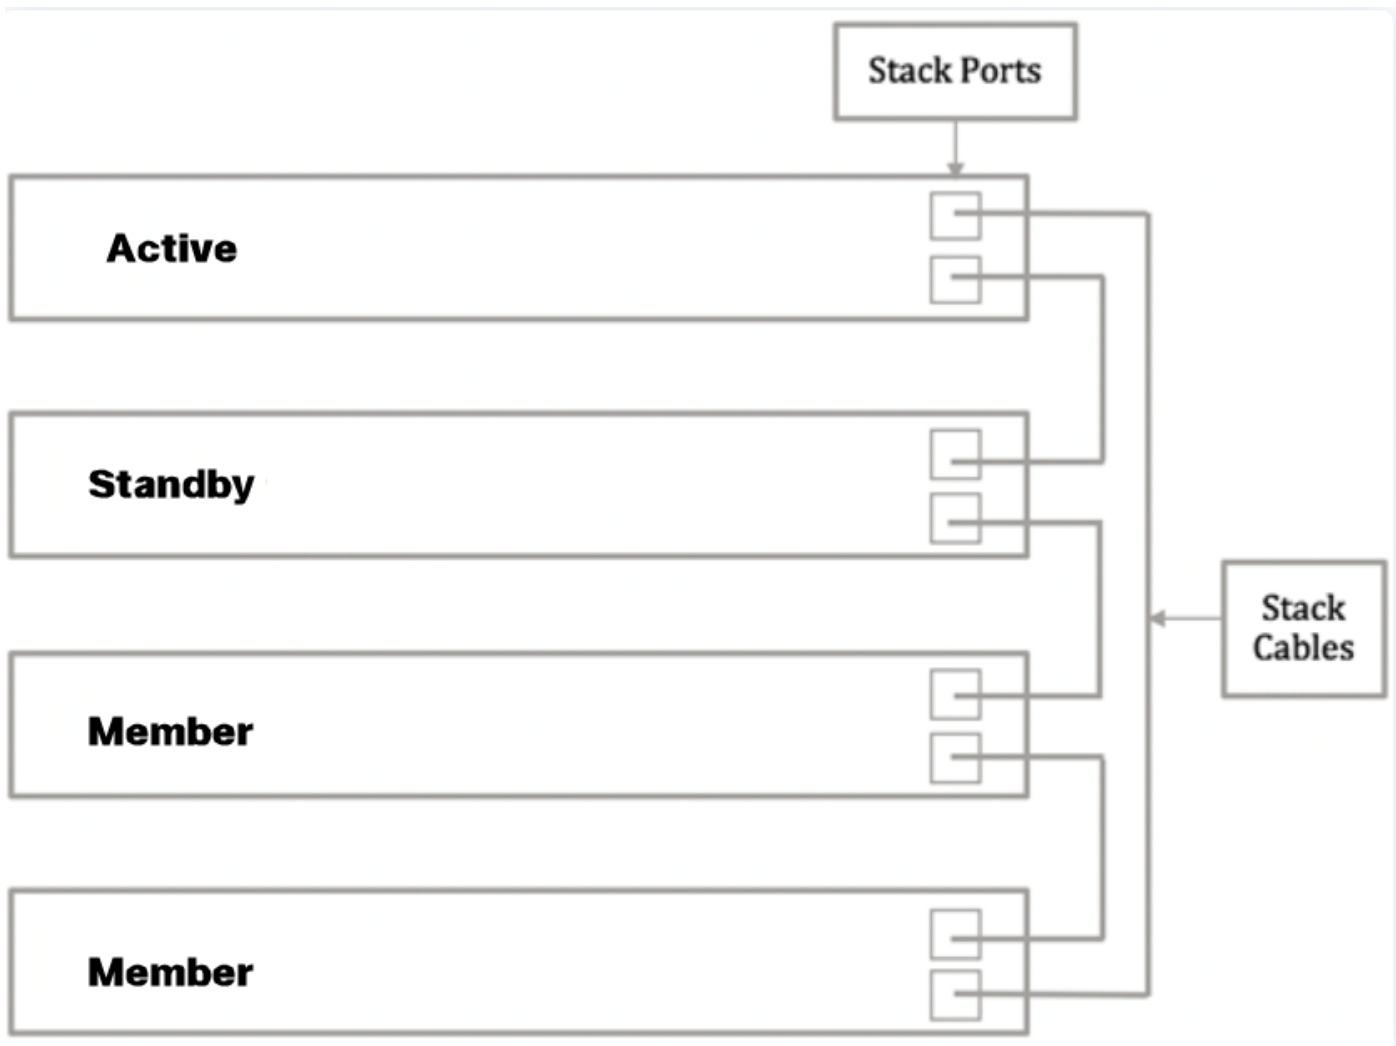 Stack Ports
Active
Standby
Stack
Cables
Member
Member